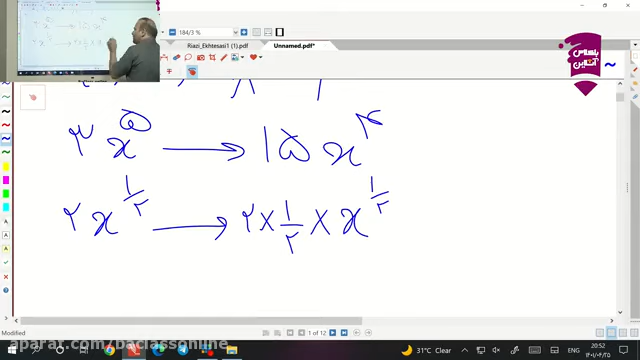 184/3 %
Riazi_Ekhtesasi1 (1).pdf Unnamed.pdf*
آنلاین
۳x^۵ → ۱۵x^۴
۲x^{۱/۲} → ۲ × ۱/۲ × x^{۱/۲}
Modified 1 of 12
aparat.com/baclassonline
31°C Clear ENG 20:52